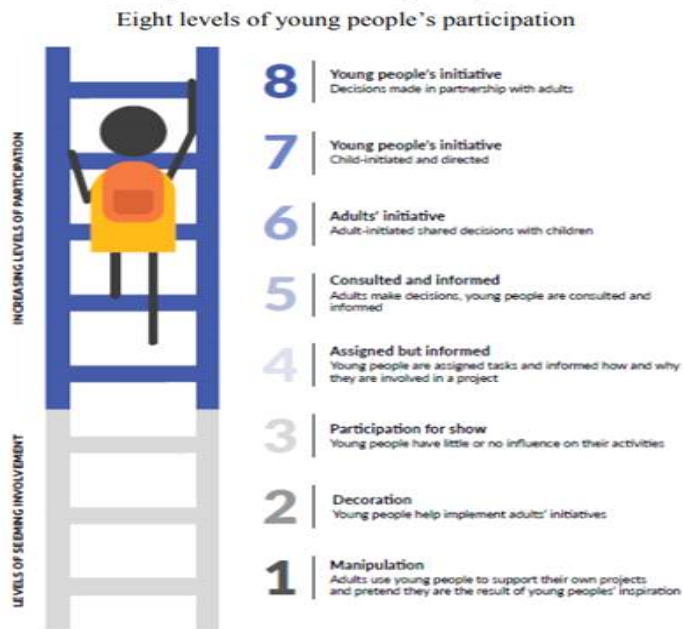 Eight levels of young people's participation
8
Young people's initiative
Decisions made in partnership with adults
7
Young people's initiative
Child-initiated and directed
6
Adults' initiative
Adult-initiated shared decisions with children
5
Consulted and informed
Adults make decisions, young people are consulted and
informed
4
Assigned but informed
Young people are assigned tasks and informed how and why
they are involved in a project
3
Participation for show
Young people have little or no influence on their activities
2
Decoration
Young people help implement adults' initiatives
1
Manipulation
Adults use young people to support their own projects
and pretend they are the result of young peoples' inspiration
INCREASING LEVELS OF PARTICIPATION
LEVELS OF SEEMING INVOLVEMENT